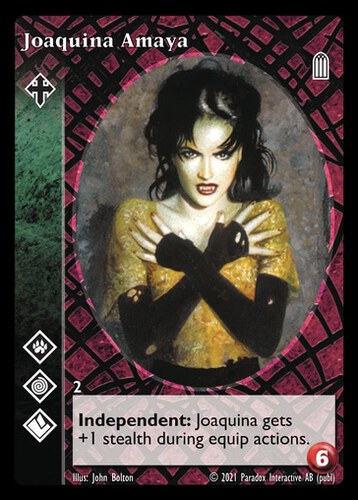 Joaquina Amaya
2
Independent: Joaquina gets
+1 stealth during equip actions.
6
Illus: John Bolton © 2021 Paradox Interactive AB (publ)